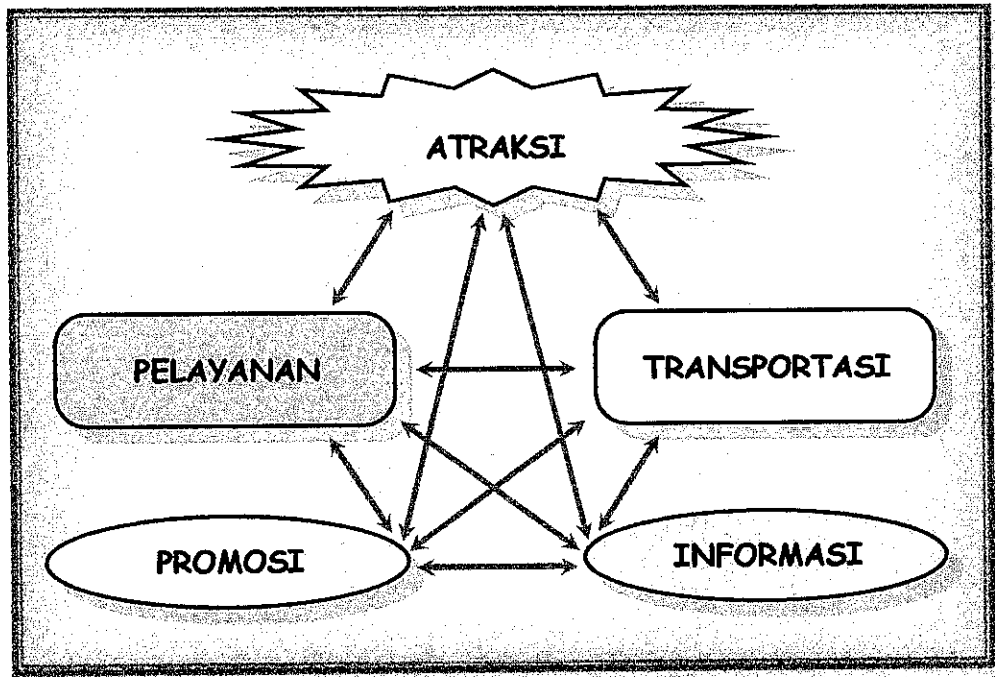 ATRAKSI
PELAYANAN
TRANSPORTASI
PROMOSI
INFORMASI